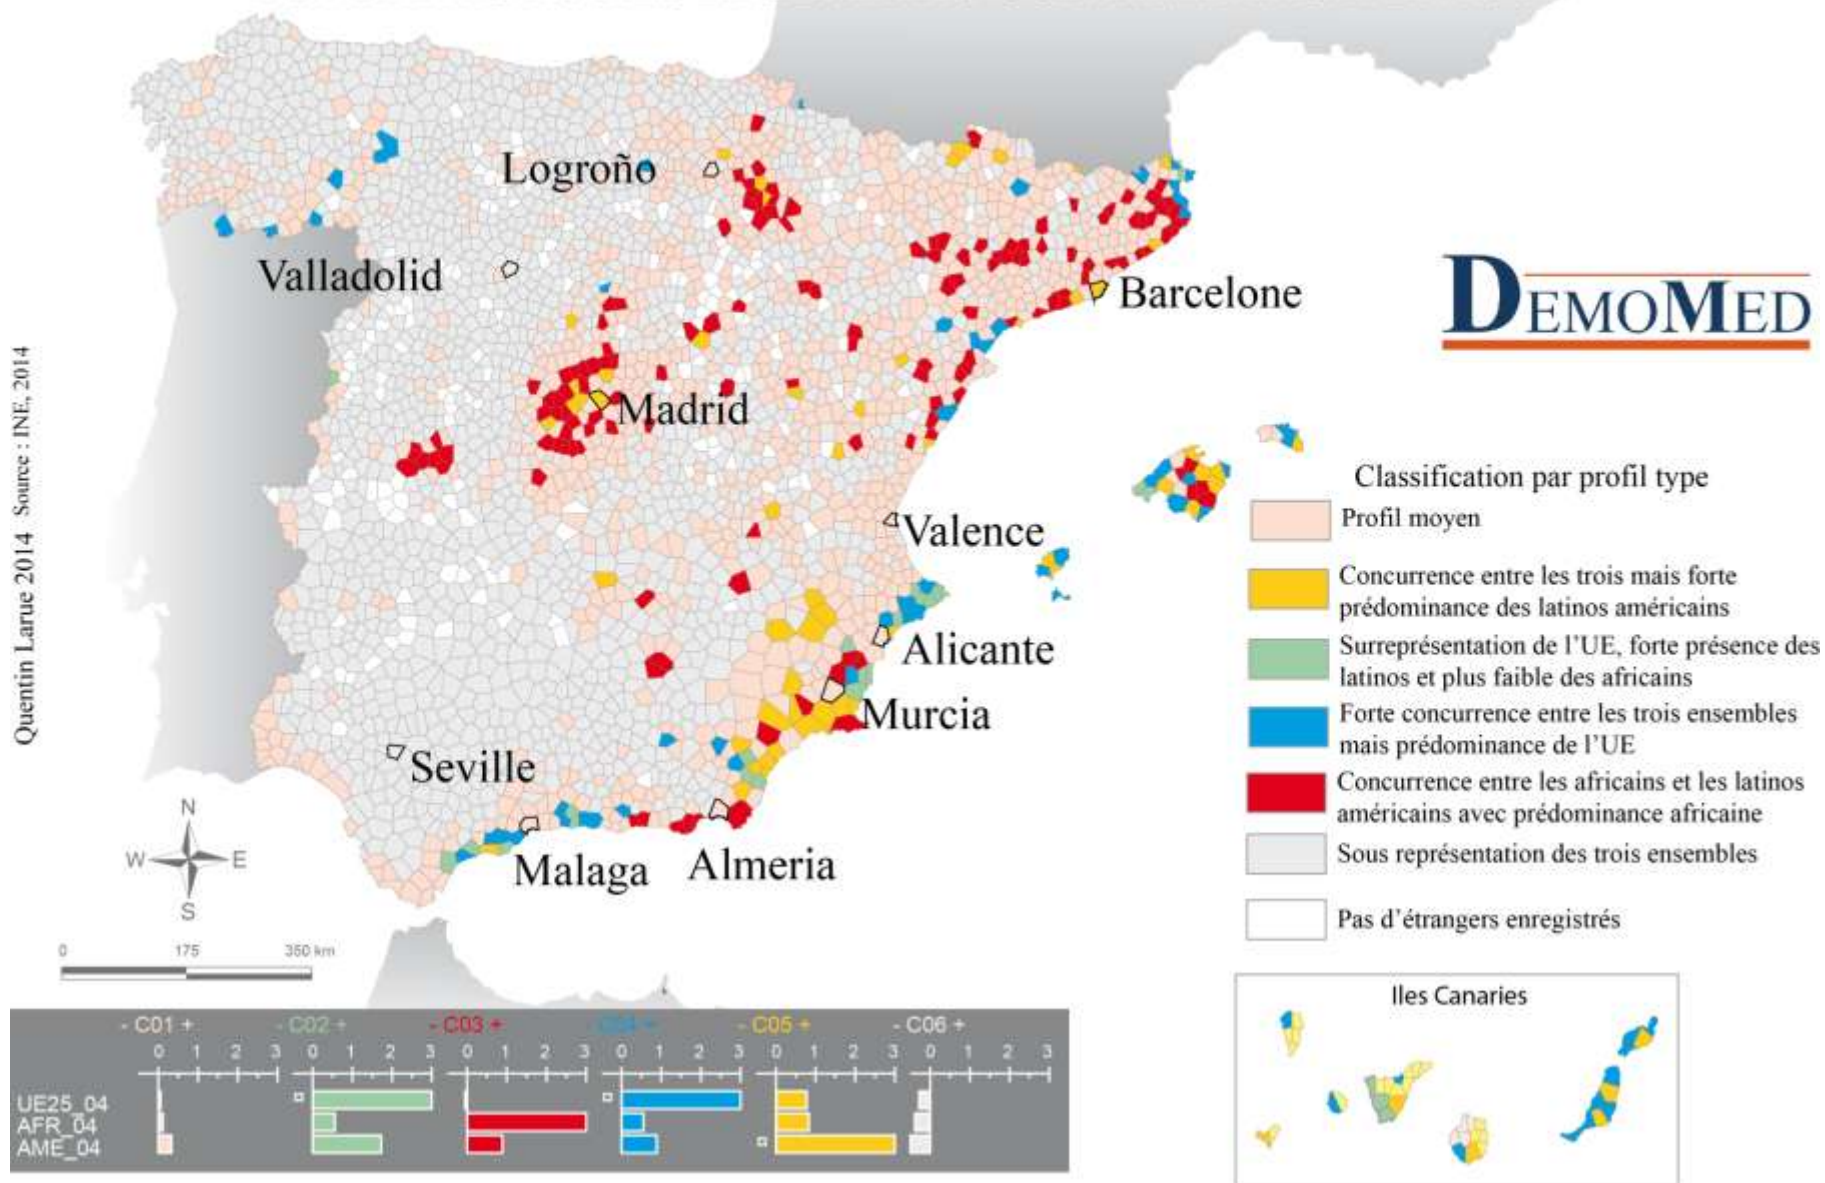 Quentin Larue 2014 Source : INE, 2014
Logroño
Valladolid
Barcelone
Madrid
Valence
Alicante
Murcia
Seville
Malaga
Almeria
DEMOMED
Classification par profil type
Profil moyen
Concurrence entre les trois mais forte
prédominance des latinos américains
Surreprésentation de l'UE, forte présence des
latinos et plus faible des africains
Forte concurrence entre les trois ensembles
mais prédominance de l'UE
Concurrence entre les africains et les latinos
américains avec prédominance africaine
Sous représentation des trois ensembles
Pas d'étrangers enregistrés
Iles Canaries
N
W E
S
0 175 350 km
- C01 + - C02 + - C03 + - C04 + - C05 + - C06 +
0 1 2 3 0 1 2 3 0 1 2 3 0 1 2 3 0 1 2 3 0 1 2 3
UE25_04
AFR_04
AME_04